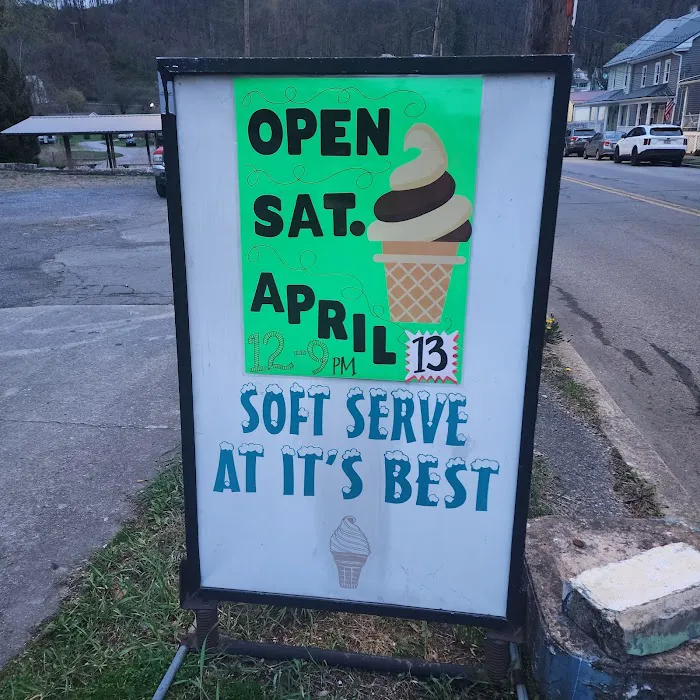 OPEN
SAT.
APRIL 13
12-9 PM
SOFT SERVE
AT IT'S BEST